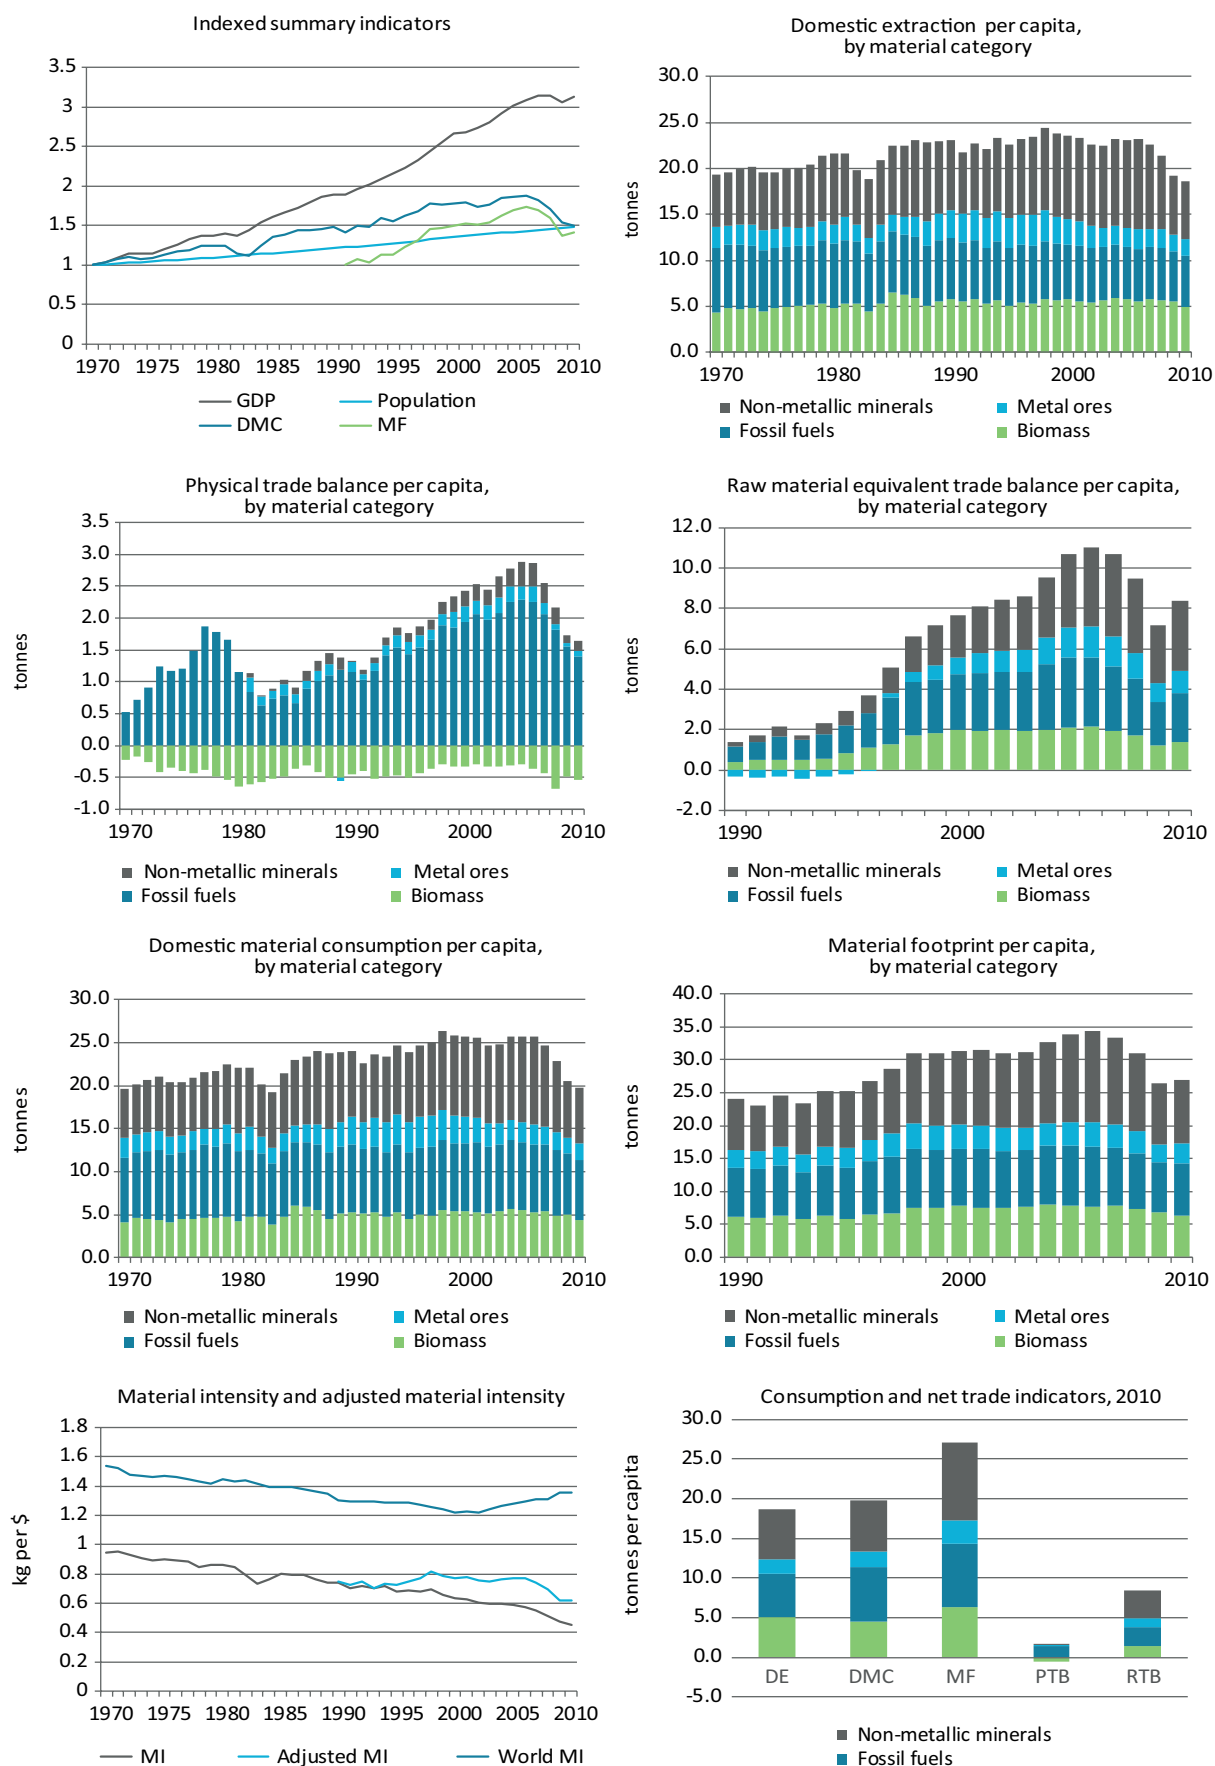 Indexed summary indicators
3.5
3
2.5
2
1.5
1
0.5
0
1970 1975 1980 1985 1990 1995 2000 2005 2010
GDP Population
DMC MF
Domestic extraction per capita,
by material category
30.0
25.0
20.0
15.0
10.0
5.0
0.0
tonnes
1970 1980 1990 2000 2010
Non-metallic minerals Metal ores
Fossil fuels Biomass
Physical trade balance per capita,
by material category
3.5
3.0
2.5
2.0
1.5
1.0
0.5
0.0
-0.5
-1.0
tonnes
1970 1980 1990 2000 2010
Non-metallic minerals Metal ores
Fossil fuels Biomass
Raw material equivalent trade balance per capita,
by material category
12.0
10.0
8.0
6.0
4.0
2.0
0.0
-2.0
tonnes
1990 2000 2010
Non-metallic minerals Metal ores
Fossil fuels Biomass
Domestic material consumption per capita,
by material category
30.0
25.0
20.0
15.0
10.0
5.0
0.0
tonnes
1970 1980 1990 2000 2010
Non-metallic minerals Metal ores
Fossil fuels Biomass
Material footprint per capita,
by material category
40.0
35.0
30.0
25.0
20.0
15.0
10.0
5.0
0.0
tonnes
1990 2000 2010
Non-metallic minerals Metal ores
Fossil fuels Biomass
Material intensity and adjusted material intensity
1.8
1.6
1.4
1.2
1
0.8
0.6
0.4
0.2
0
kg per $
1970 1975 1980 1985 1990 1995 2000 2005 2010
MI Adjusted MI World MI
Consumption and net trade indicators, 2010
30.0
25.0
20.0
15.0
10.0
5.0
0.0
-5.0
tonnes per capita
DE DMC MF PTB RTB
Non-metallic minerals
Fossil fuels